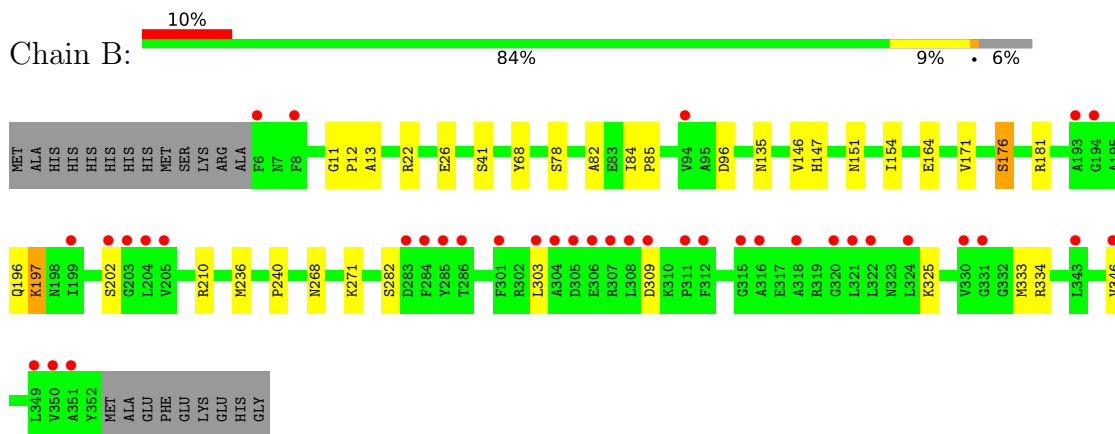 10%
Chain B:
84% 9% • 6%
MET ALA HIS HIS HIS HIS HIS HIS MET SER LYS ARG ALA F6 N7 F8 G11 P12 A13 R22 E26 S41 Y68 S78 A82 E83 I84 P85 V94 A95 D96 N135 V146 H147 N151 I154 E164 V171 S176 R181 A193 G194 A195
Q196 K197 N198 I199 S202 G203 L204 V205 R210 M236 P240 N268 K271 S282 D283 F284 Y285 T286 F301 R302 L303 A304 D305 E306 R307 L308 D309 K310 P311 F312 G315 A316 E317 A318 R319 G320 L321 L322 N323 L324 K325 V330 G331 G332 M333 R334 L343 V346
L349 V350 A351 Y352 MET ALA GLU PHE GLU LYS GLU HIS GLY